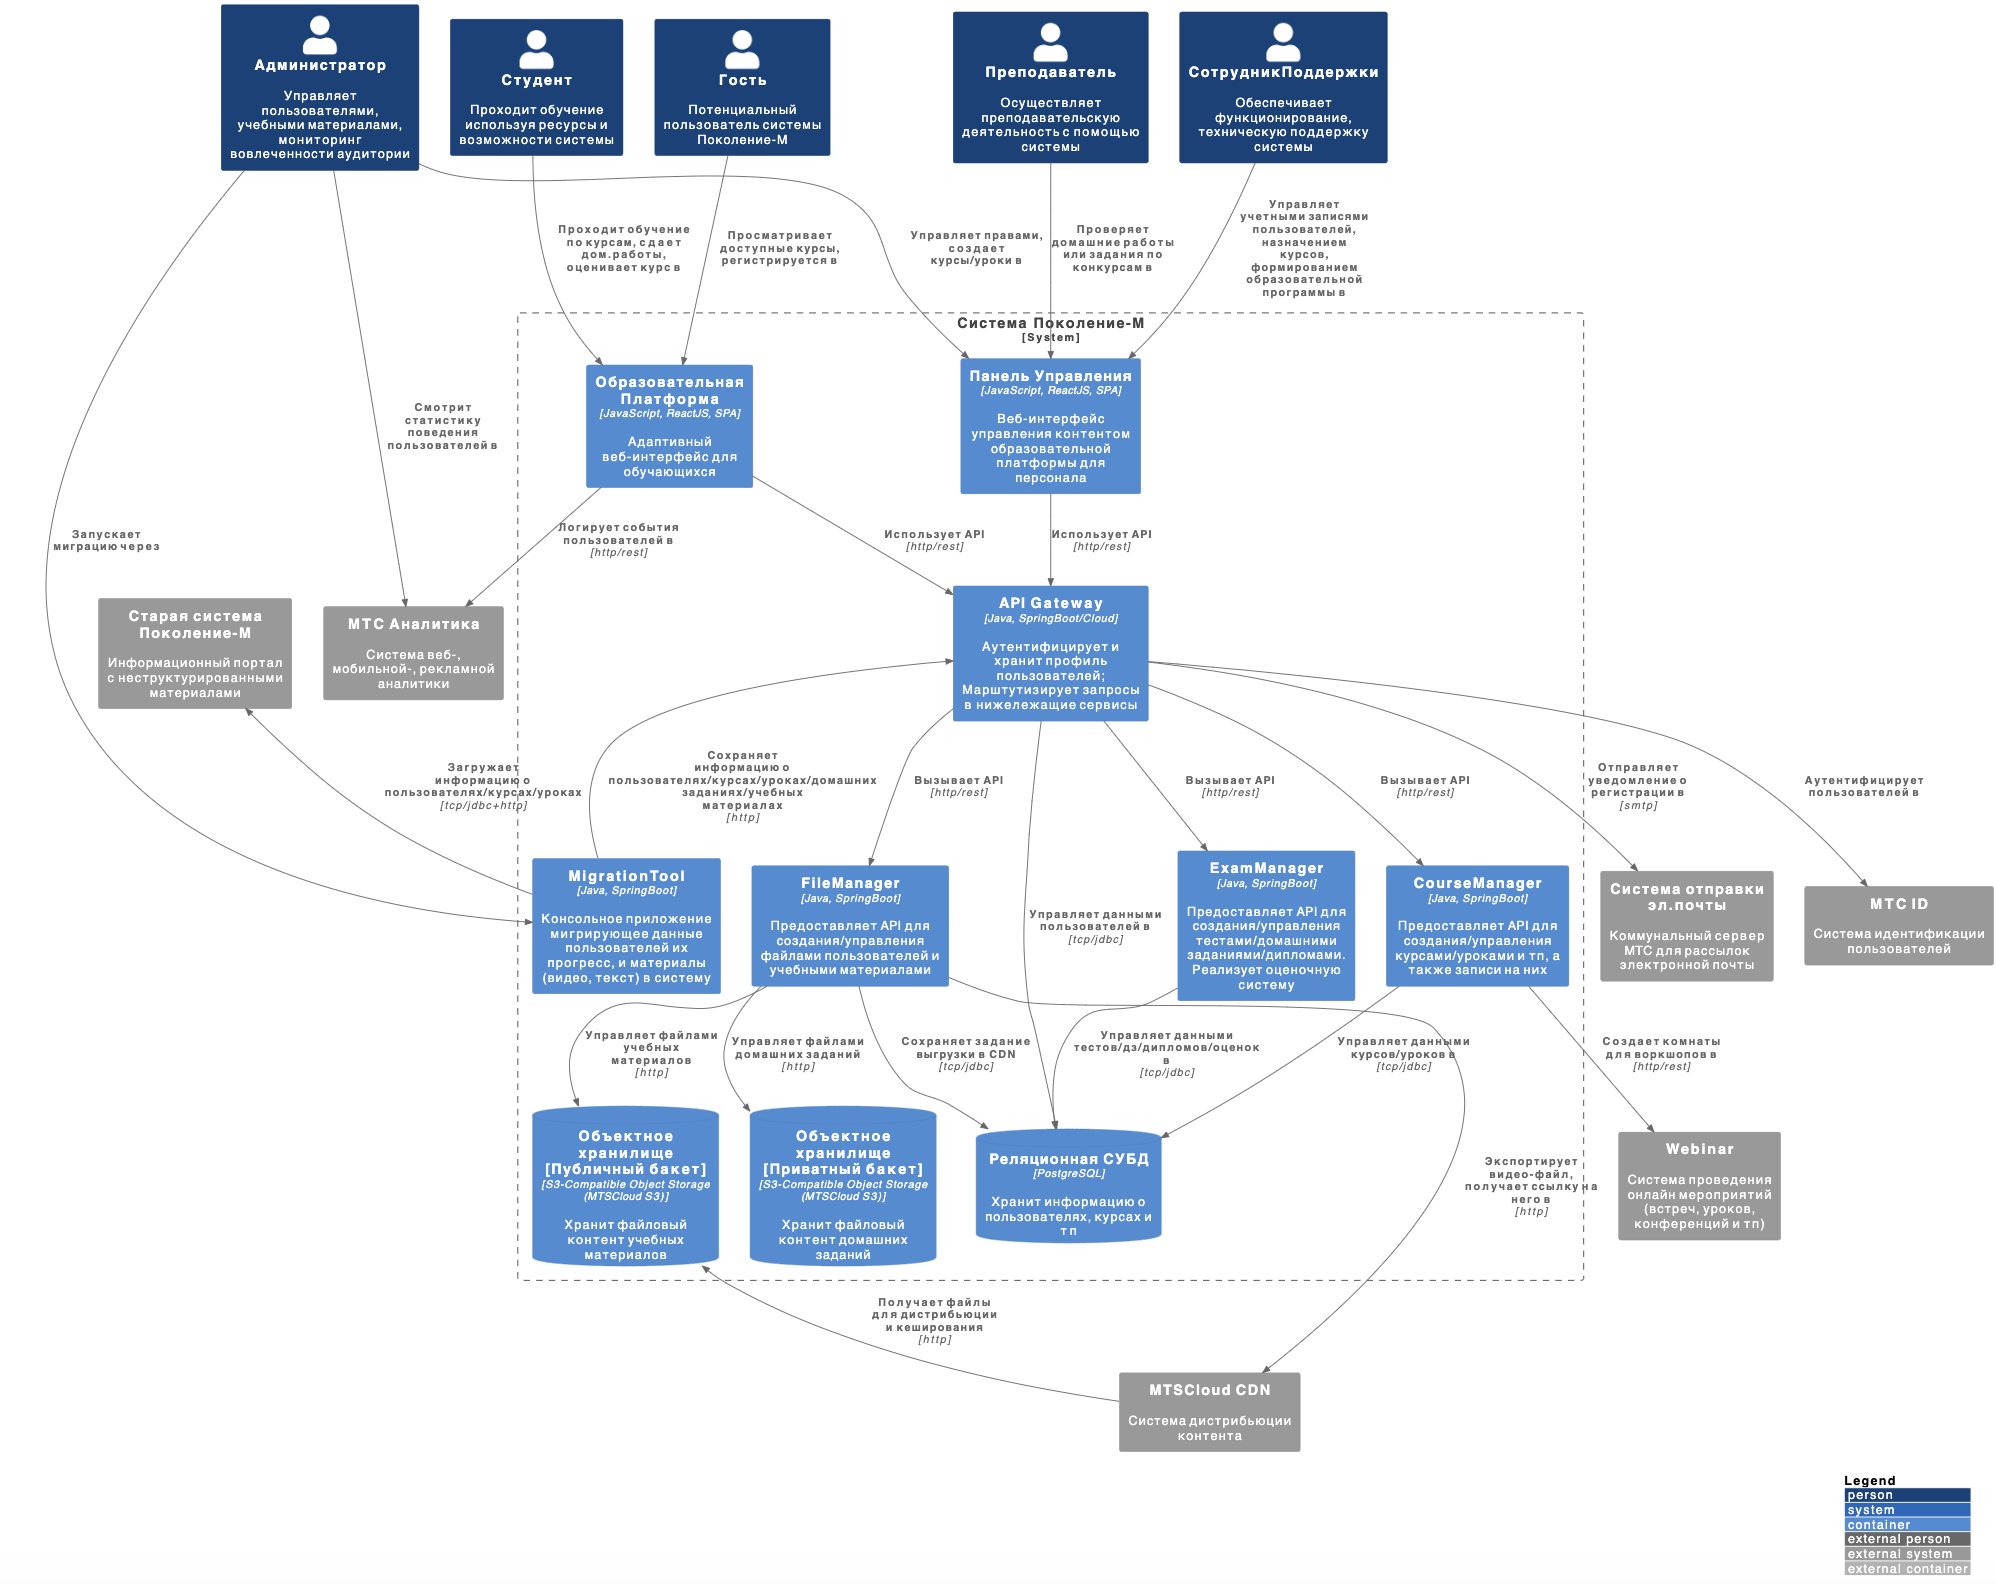 Администратор
Управляет
пользователями,
учебными материалами,
мониторинг
вовлеченности аудитории
Студент
Проходит обучение
используя ресурсы и
возможности системы
Гость
Потенциальный
пользователь системы
Поколение-М
Преподаватель
Осуществляет
преподавательскую
деятельность с помощью
системы
СотрудникПоддержки
Обеспечивает
функционирование,
техническую поддержку
системы
Проходит обучение
по курсам, сдает
дом.работы,
оценивает курс в
Просматривает
доступные курсы,
регистрируется в
Управляет правами,
создает
курсы/уроки в
Проверяет
домашние работы
или задания по
конкурсам в
Управляет
учетными записями
пользователей,
назначением
курсов,
формированием
образовательной
программы в
Система Поколение-М
[System]
Образовательная
Платформа
[JavaScript, ReactJS, SPA]
Адаптивный
веб-интерфейс для
обучающихся
Панель Управления
[JavaScript, ReactJS, SPA]
Веб-интерфейс
управления контентом
образовательной
платформы для
персонала
Смотрит
статистику
поведения
пользователей в
Запускает
миграцию через
Логирует события
пользователей в
[http/rest]
Использует API
[http/rest]
Использует API
[http/rest]
Старая система
Поколение-М
Информационный портал
с неструктурированными
материалами
МТС Аналитика
Система веб-,
мобильной-, рекламной
аналитики
API Gateway
[Java, SpringBoot/Cloud]
Аутентифицирует и
хранит профиль
пользователей;
Марштутизирует запросы
в нижележащие сервисы
Загружает
информацию о
пользователях/курсах/уроках
[tcp/jdbc+http]
Сохраняет
информацию о
пользователях/курсах/уроках/домашних
заданиях/учебных
материалах
[http]
Вызывает API
[http/rest]
Вызывает API
[http/rest]
Вызывает API
[http/rest]
Отправляет
уведомление о
регистрации в
[smtp]
Аутентифицирует
пользователей в
MigrationTool
[Java, SpringBoot]
Консольное приложение
мигрирующее данные
пользователей их
прогресс, и материалы
(видео, текст) в систему
FileManager
[Java, SpringBoot]
Предоставляет API для
создания/управления
файлами пользователей и
учебными материалами
Управляет данными
пользователей в
[tcp/jdbc]
ExamManager
[Java, SpringBoot]
Предоставляет API для
создания/управления
тестами/домашними
заданиями/дипломами.
Реализует оценочную
систему
CourseManager
[Java, SpringBoot]
Предоставляет API для
создания/управления
курсами/уроками и тп, а
также записи на них
Система отправки
эл.почты
Коммунальный сервер
МТС для рассылок
электронной почты
МТС ID
Система идентификации
пользователей
Управляет файлами
учебных
материалов
[http]
Управляет файлами
домашних заданий
[http]
Сохраняет задание
выгрузки в CDN
[tcp/jdbc]
Управляет данными
тестов/дз/дипломов/оценок
в
[tcp/jdbc]
Управляет данными
курсов/уроков в
[tcp/jdbc]
Создает комнаты
для воркшопов в
[http/rest]
Объектное
хранилище
[Публичный бакет]
[S3-Compatible Object Storage
(MTSCloud S3)]
Хранит файловый
контент учебных
материалов
Объектное
хранилище
[Приватный бакет]
[S3-Compatible Object Storage
(MTSCloud S3)]
Хранит файловый
контент домашних
заданий
Реляционная СУБД
[PostgreSQL]
Хранит информацию о
пользователях, курсах и
тп
Экспортирует
видео-файл,
получает ссылку на
него в
[http]
Webinar
Система проведения
онлайн мероприятий
(встреч, уроков,
конференций и тп)
Получает файлы
для дистрибьюции
и кеширования
[http]
MTSCloud CDN
Система дистрибьюции
контента
Legend
person
system
container
external person
external system
external container